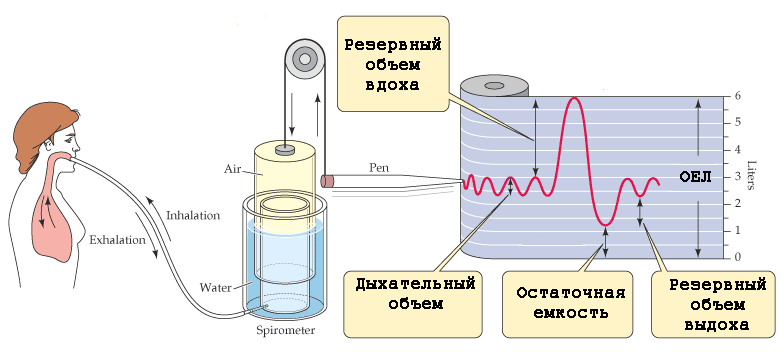 Резервный
объем
вдоха
6
5
4
3
2
1
0
Liters
ОЕЛ
Pen
Air
Inhalation
Exhalation
Water
Spirometer
Дыхательный
объем
Остаточная
емкость
Резервный
объем
выдоха